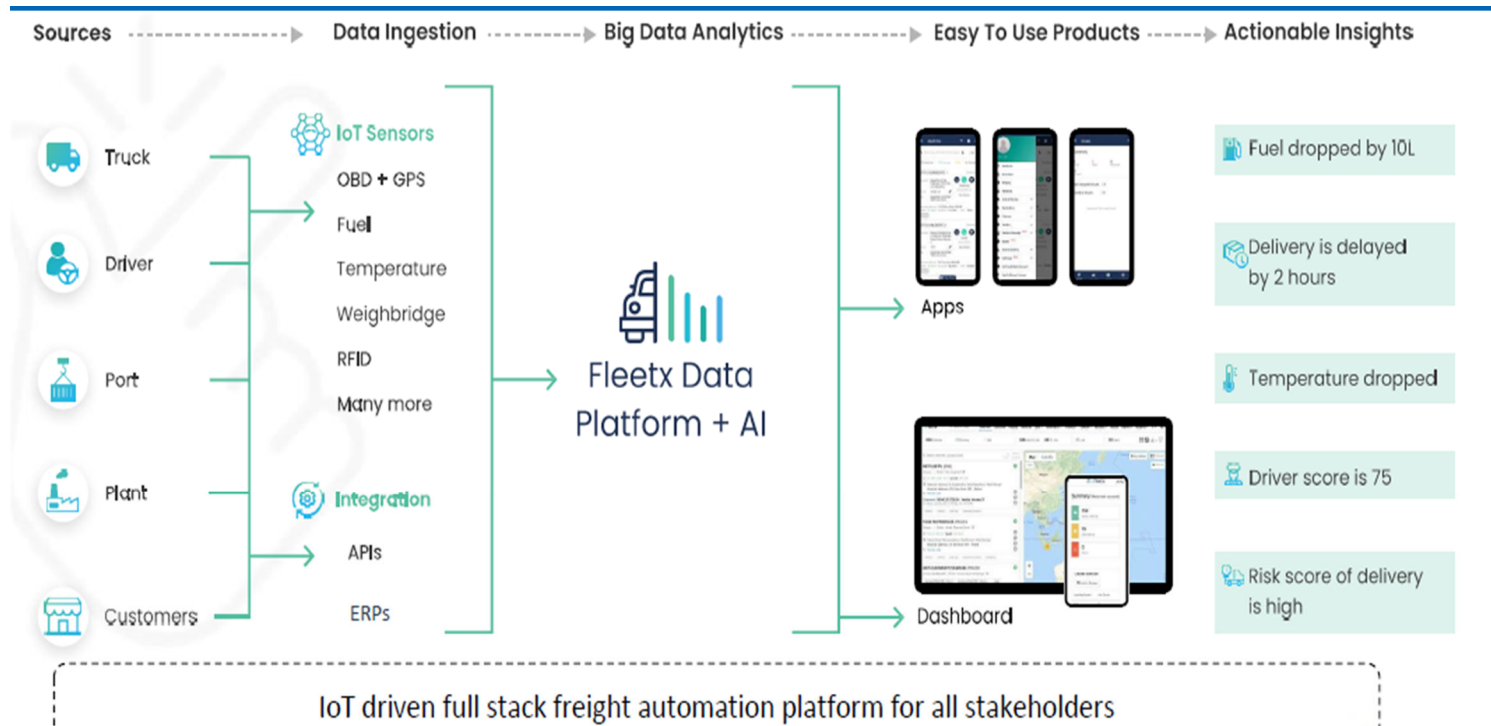 Sources
Data Ingestion
Big Data Analytics
Easy To Use Products
Actionable Insights
Truck
Driver
Port
Plant
Customers
IoT Sensors
OBD + GPS
Fuel
Temperature
Weighbridge
RFID
Many more
Integration
APIs
ERPs
Fleetx Data
Platform + AI
Apps
Dashboard
Fuel dropped by 10L
Delivery is delayed
by 2 hours
Temperature dropped
Driver score is 75
Risk score of delivery
is high
IoT driven full stack freight automation platform for all stakeholders